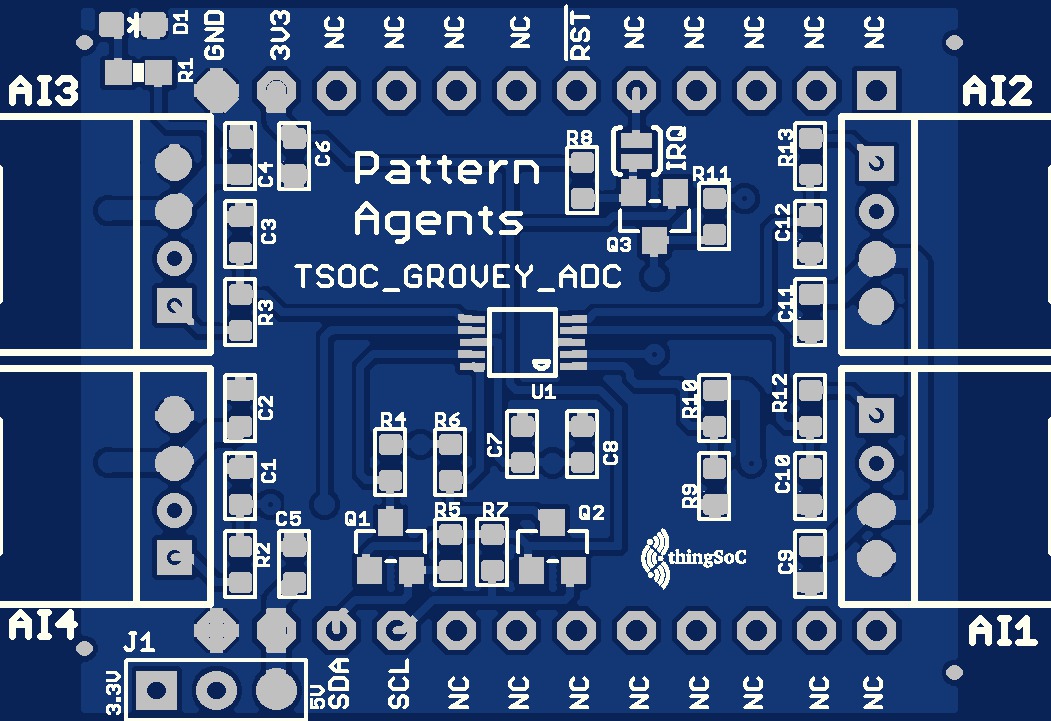 D1
GND
3V3
NC
NC
NC
NC
RST
NC
NC
NC
NC
NC
R1
AI3
AI2
C4
C6
Pattern
Agents
R8
IRQ
R11
R13
C3
Q3
C12
TSOC_GROVEY_ADC
R3
C11
U1
C2
R4
R6
C7
C8
R10
R12
C1
R9
C10
C5
Q1
R5
R7
Q2
R2
thingSoC
C9
AI4
AI1
J1
3.3V
5V
SDA
SCL
NC
NC
NC
NC
NC
NC
NC
NC